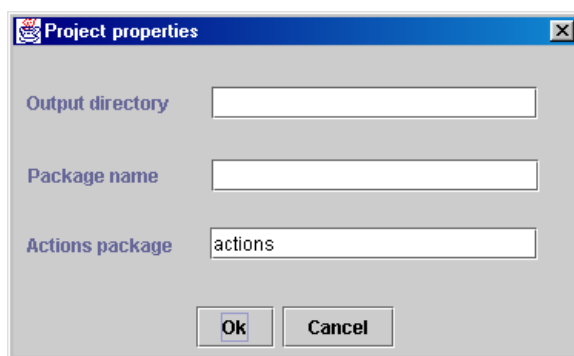 Project properties
Output directory
Package name
Actions package actions
Ok Cancel